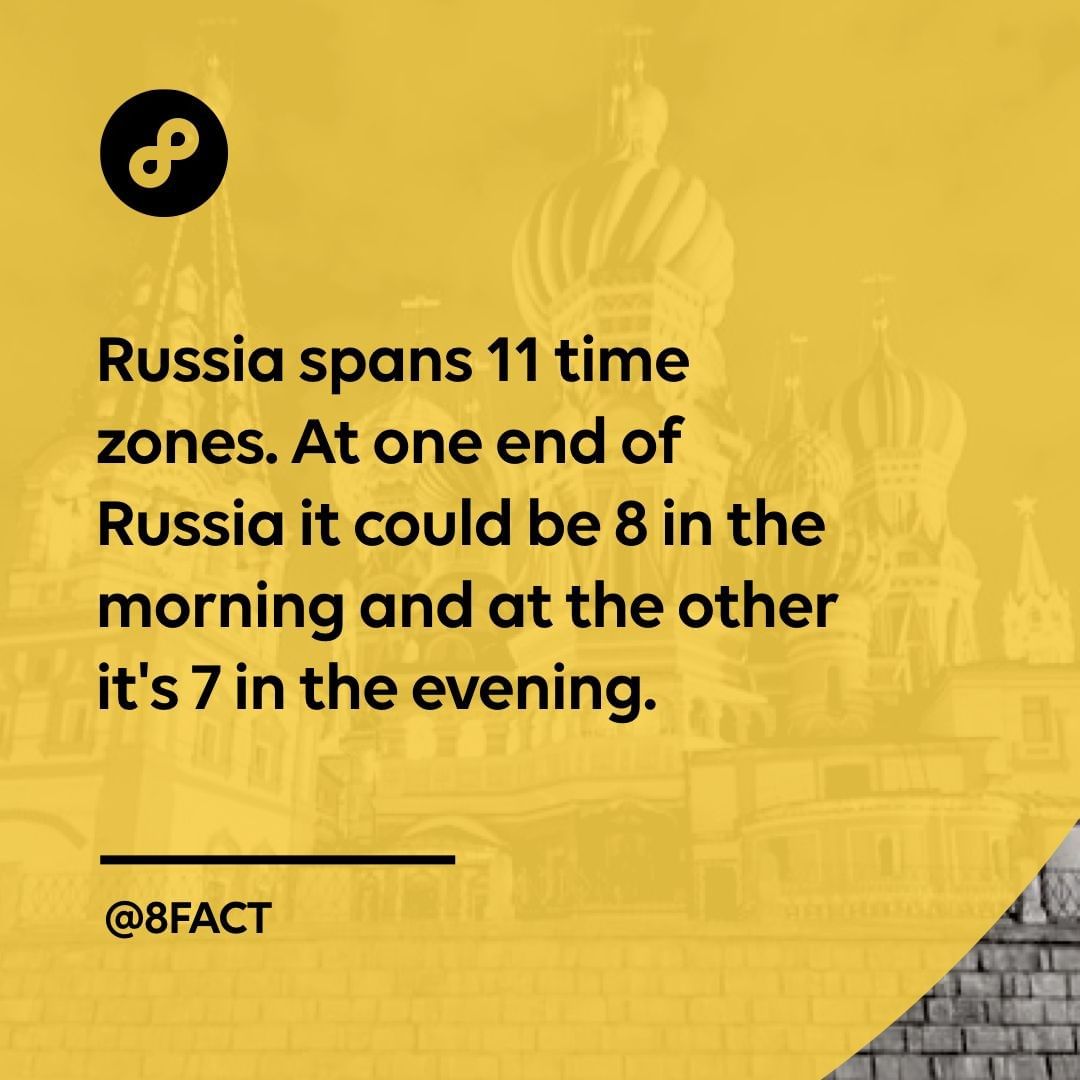 Russia spans 11 time
zones. At one end of
Russia it could be 8 in the
morning and at the other
it's 7 in the evening.
@8FACT